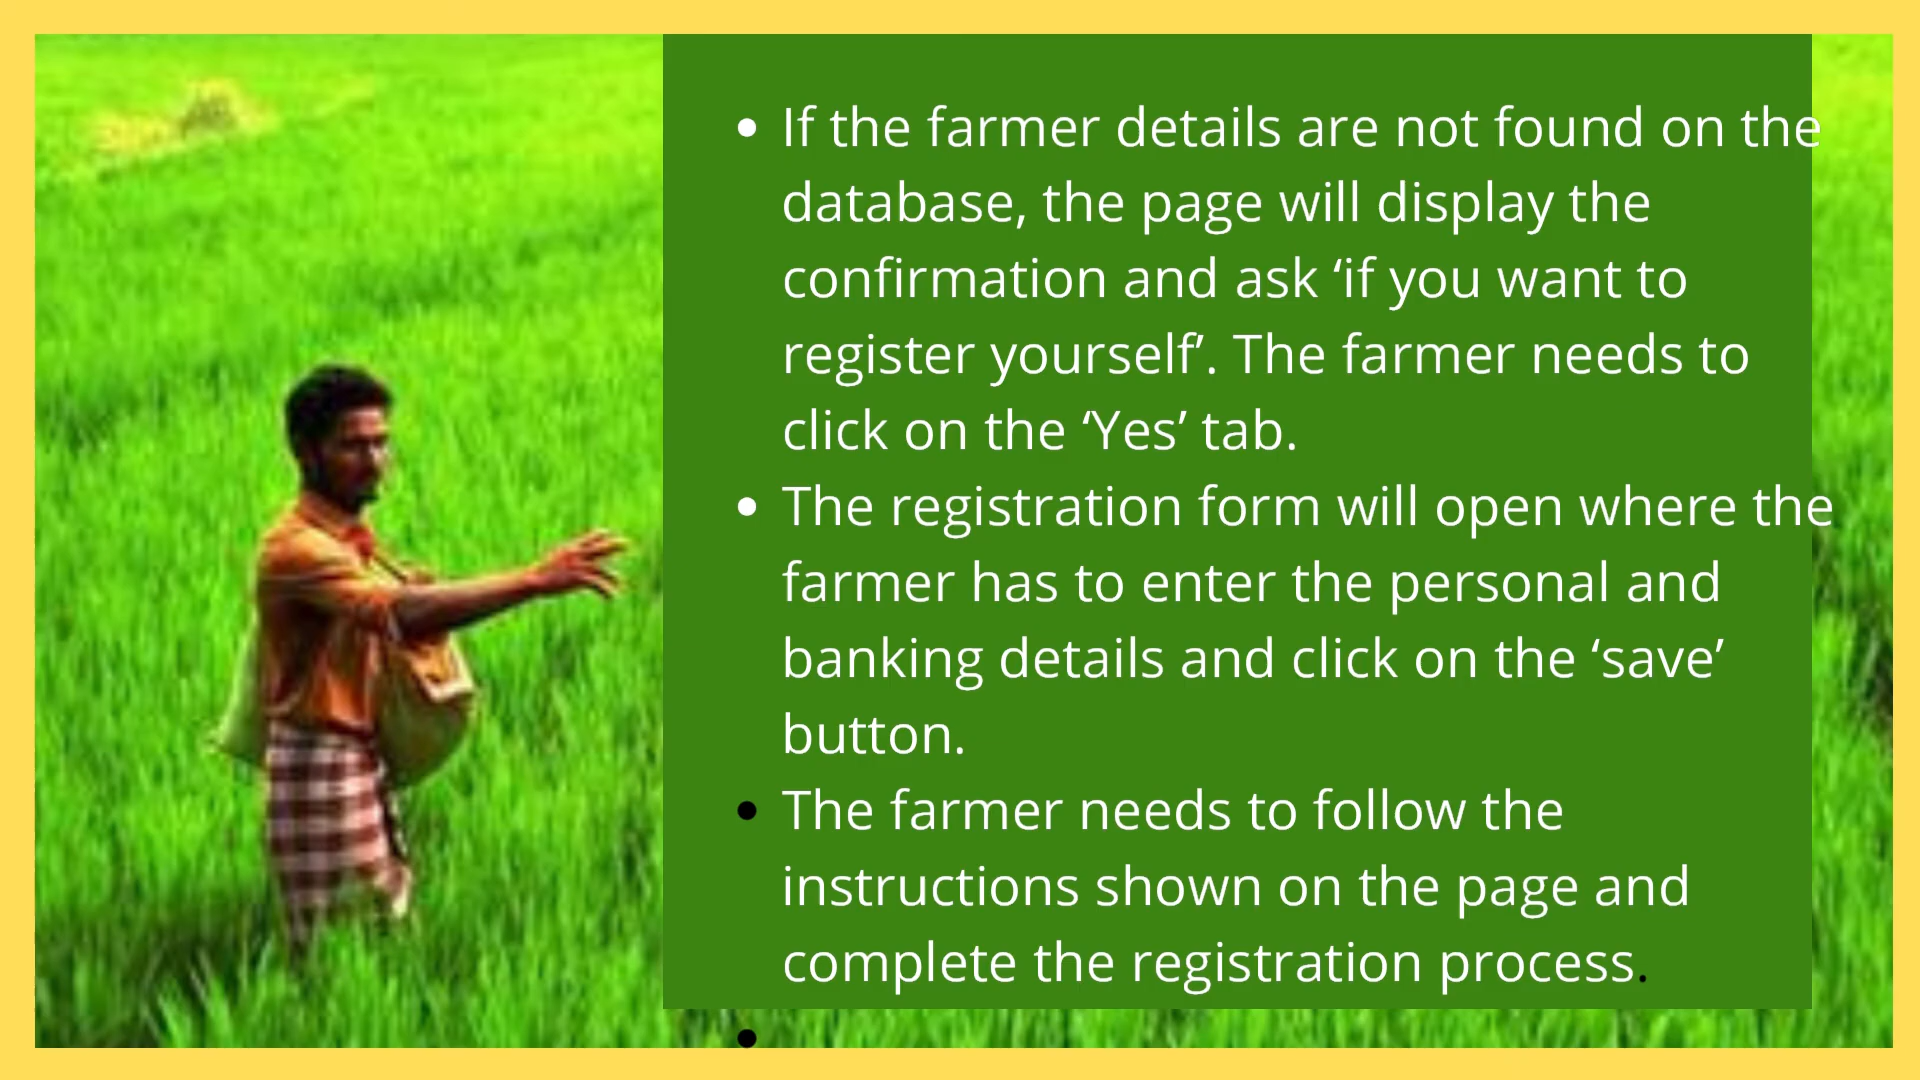 • If the farmer details are not found on the
database, the page will display the
confirmation and ask ‘if you want to
register yourself’. The farmer needs to
click on the ‘Yes’ tab.
• The registration form will open where the
farmer has to enter the personal and
banking details and click on the ‘save’
button.
• The farmer needs to follow the
instructions shown on the page and
complete the registration process.
•